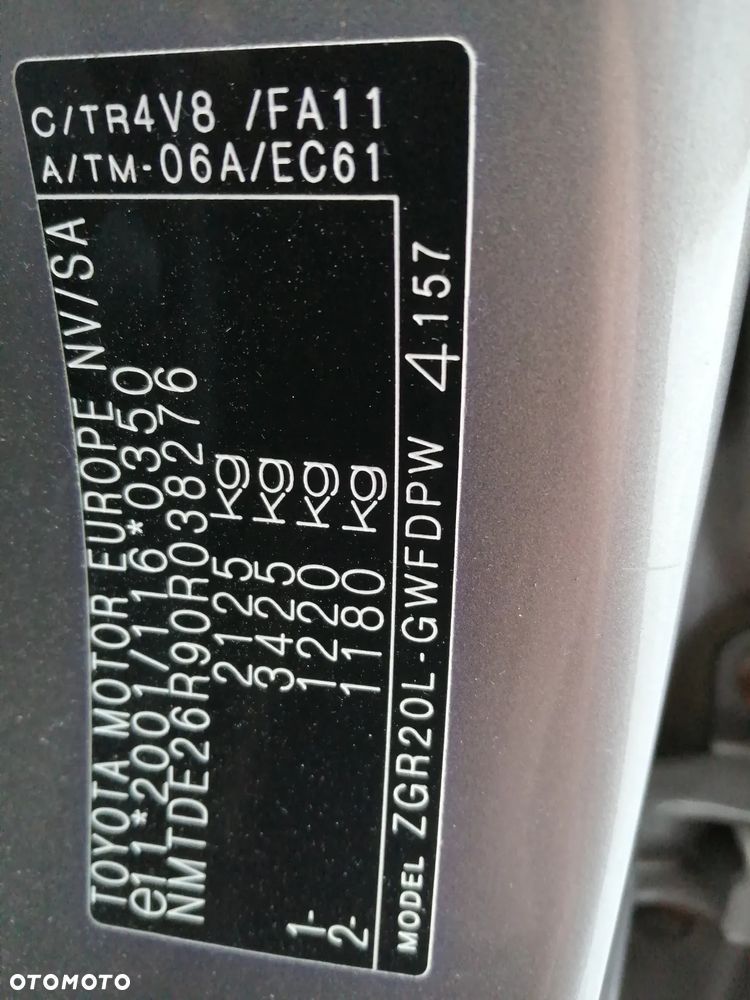 C/TR4V8 /FA11
A/TM-06A/EC61
TOYOTA MOTOR EUROPE NV/SA
e11*2001/116*0350
NMTDE26R90R038276
2125 kg
3425 kg
1- 1220 kg
2- 1180 kg
MODEL ZGR20L-GWFDPW 4157
OTOMOTO